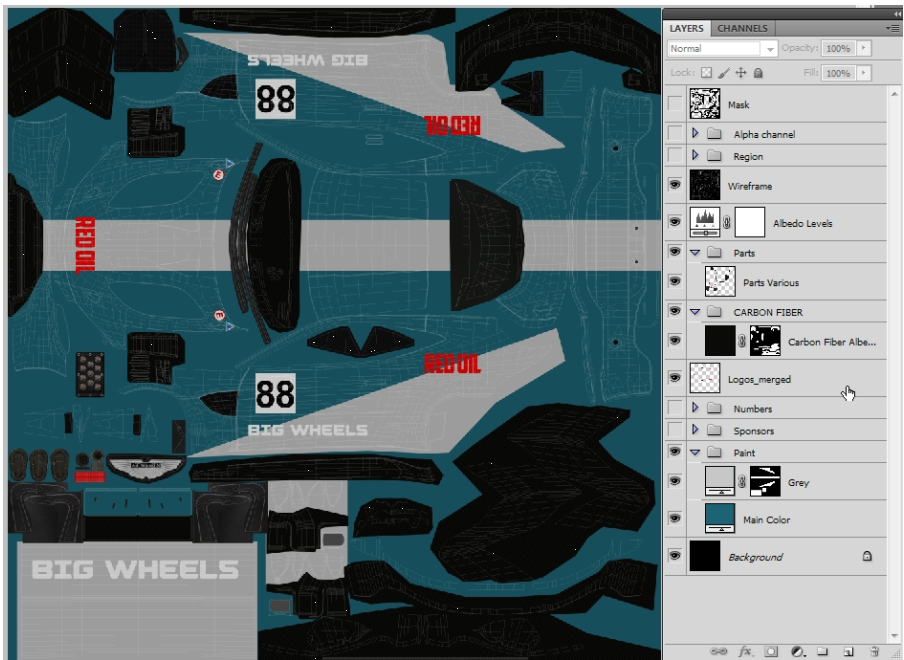 BIG WHEELS
88
RED OIL
E
RED OIL
E
RED OIL
88
BIG WHEELS
BIG WHEELS
LAYERS
CHANNELS
Normal
Opacity: 100%
Lock:
Fill: 100%
Mask
Alpha channel
Region
Wireframe
Albedo Levels
Parts
Parts Various
CARBON FIBER
Carbon Fiber Albe...
Logos_merged
Numbers
Sponsors
Paint
Grey
Main Color
Background
fx